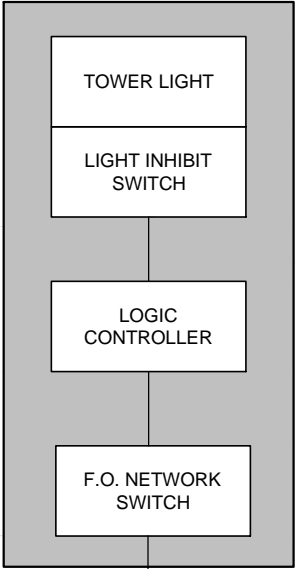 TOWER LIGHT
LIGHT INHIBIT
SWITCH
LOGIC
CONTROLLER
F.O. NETWORK
SWITCH